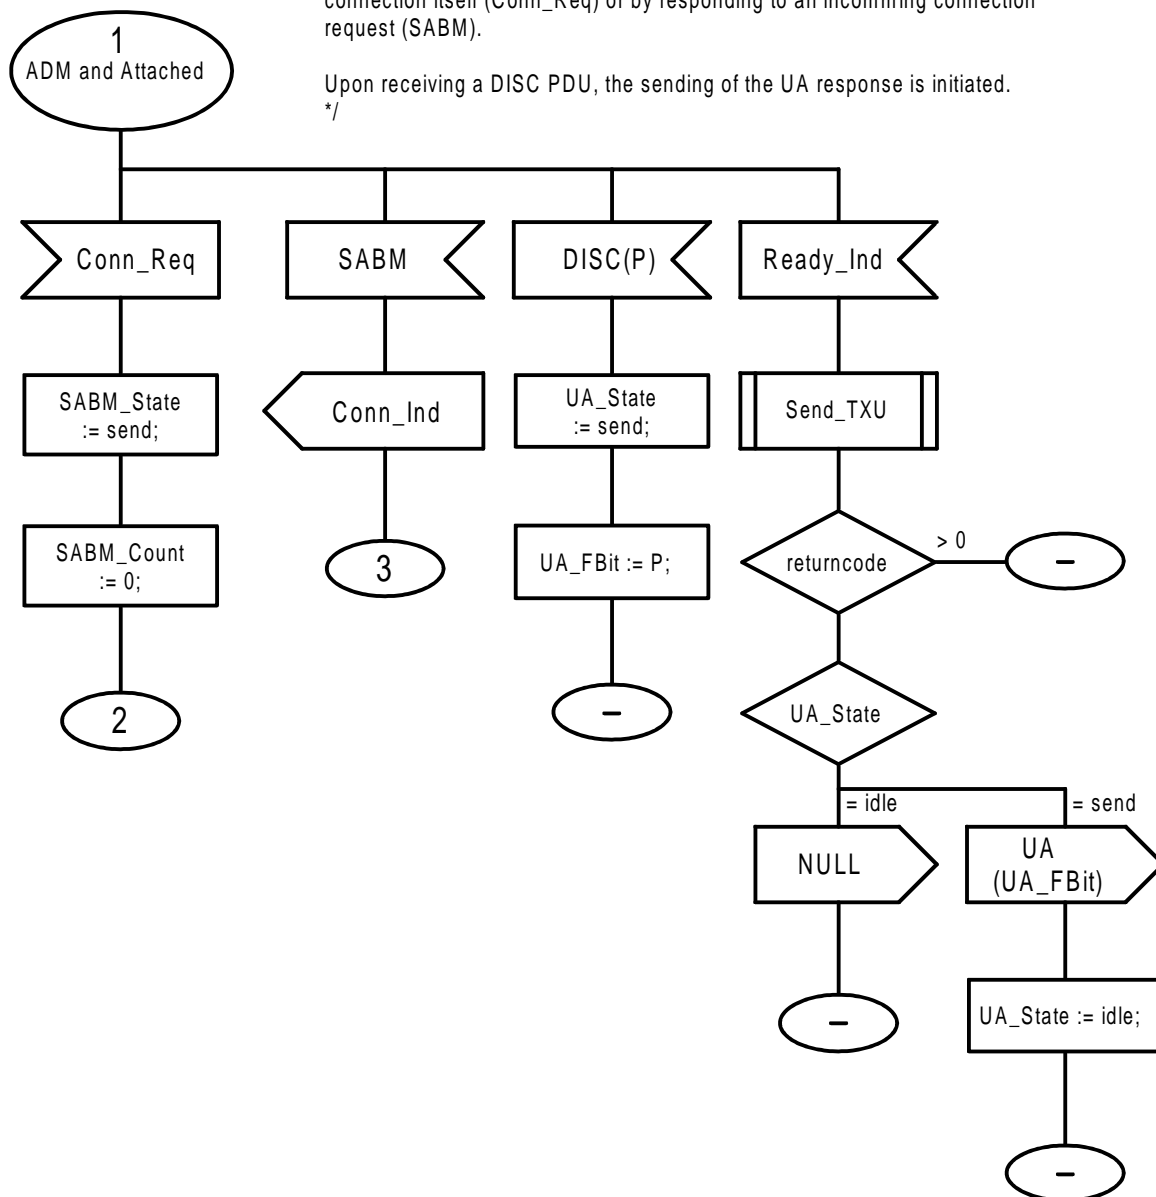 connection itself (Conn_Req) or by responding to an incomming connection
request (SABM).
Upon receiving a DISC PDU, the sending of the UA response is initiated.
*/
1
ADM and Attached
Conn_Req
SABM
DISC(P)
Ready_Ind
SABM_State
:= send;
Conn_Ind
UA_State
:= send;
Send_TXU
SABM_Count
:= 0;
3
UA_FBit := P;
returncode
> 0
–
2
–
UA_State
= idle
= send
NULL
UA
(UA_FBit)
–
UA_State := idle;
–